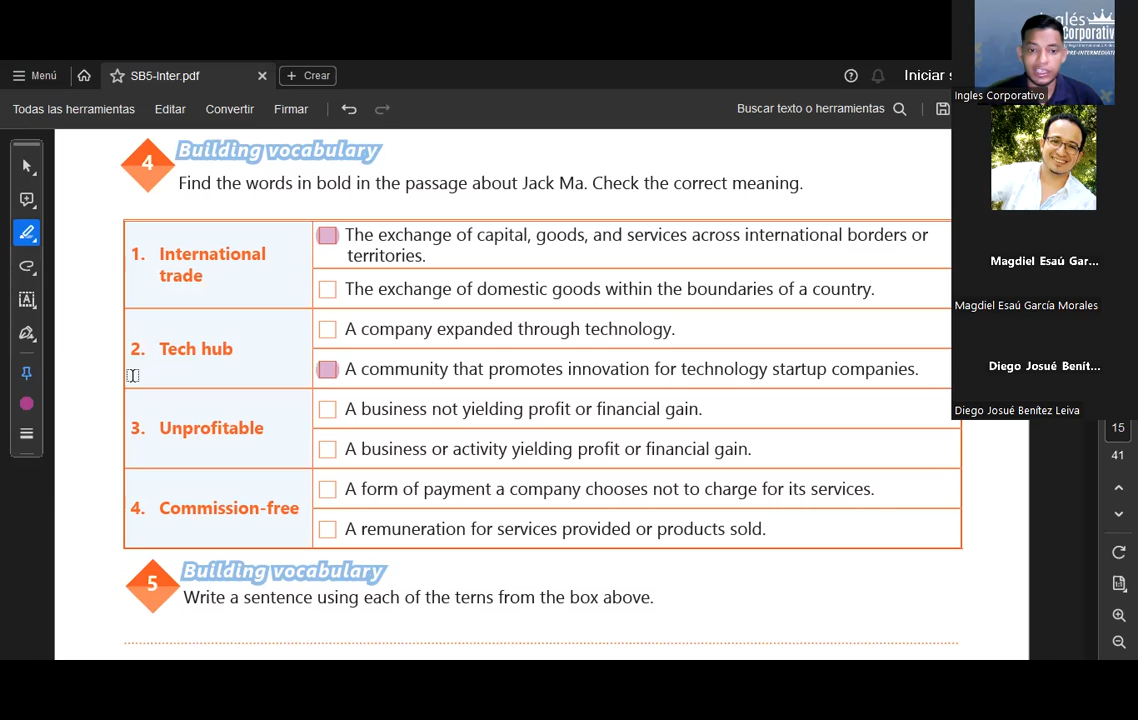 Menú
SB5-Inter.pdf
Crear
Iniciar s
Todas las herramientas
Editar
Convertir
Firmar
Buscar texto o herramientas
4
Building vocabulary
Find the words in bold in the passage about Jack Ma. Check the correct meaning.
1. International trade
The exchange of capital, goods, and services across international borders or
territories.
The exchange of domestic goods within the boundaries of a country.
2. Tech hub
A company expanded through technology.
A community that promotes innovation for technology startup companies.
3. Unprofitable
A business not yielding profit or financial gain.
A business or activity yielding profit or financial gain.
4. Commission-free
A form of payment a company chooses not to charge for its services.
A remuneration for services provided or products sold.
5
Building vocabulary
Write a sentence using each of the terns from the box above.
Inglés
Corporativo
PRE-INTERMEDIATE
Ingles Corporativo
Magdiel Esaú Gar...
Magdiel Esaú García Morales
Diego Josué Benít...
Diego Josué Benítez Leiva
15
41